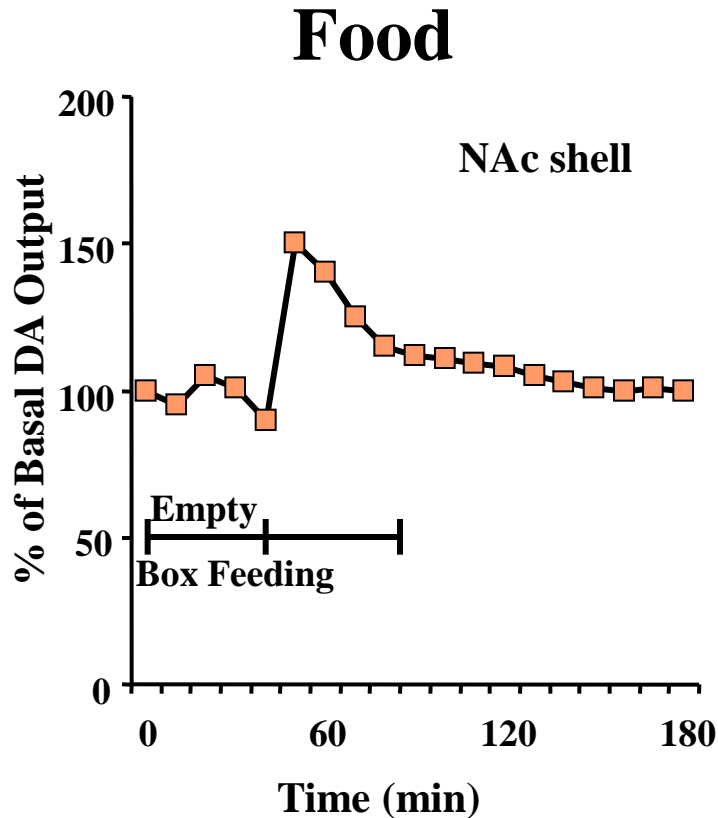 Food
NAc shell
% of Basal DA Output
200
150
100
50
0
Empty
Box Feeding
0 60 120 180
Time (min)